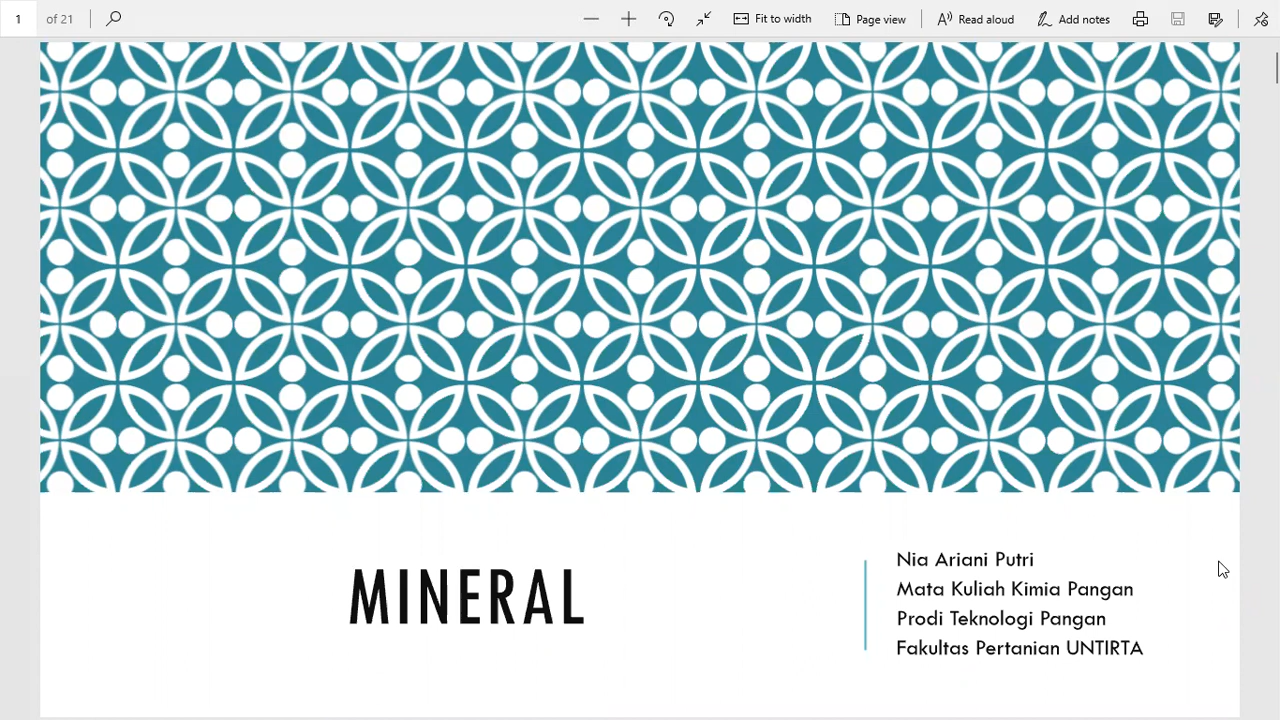 1 of 21 Fit to width Page view Read aloud Add notes
MINERAL
Nia Ariani Putri
Mata Kuliah Kimia Pangan
Prodi Teknologi Pangan
Fakultas Pertanian UNTIRTA